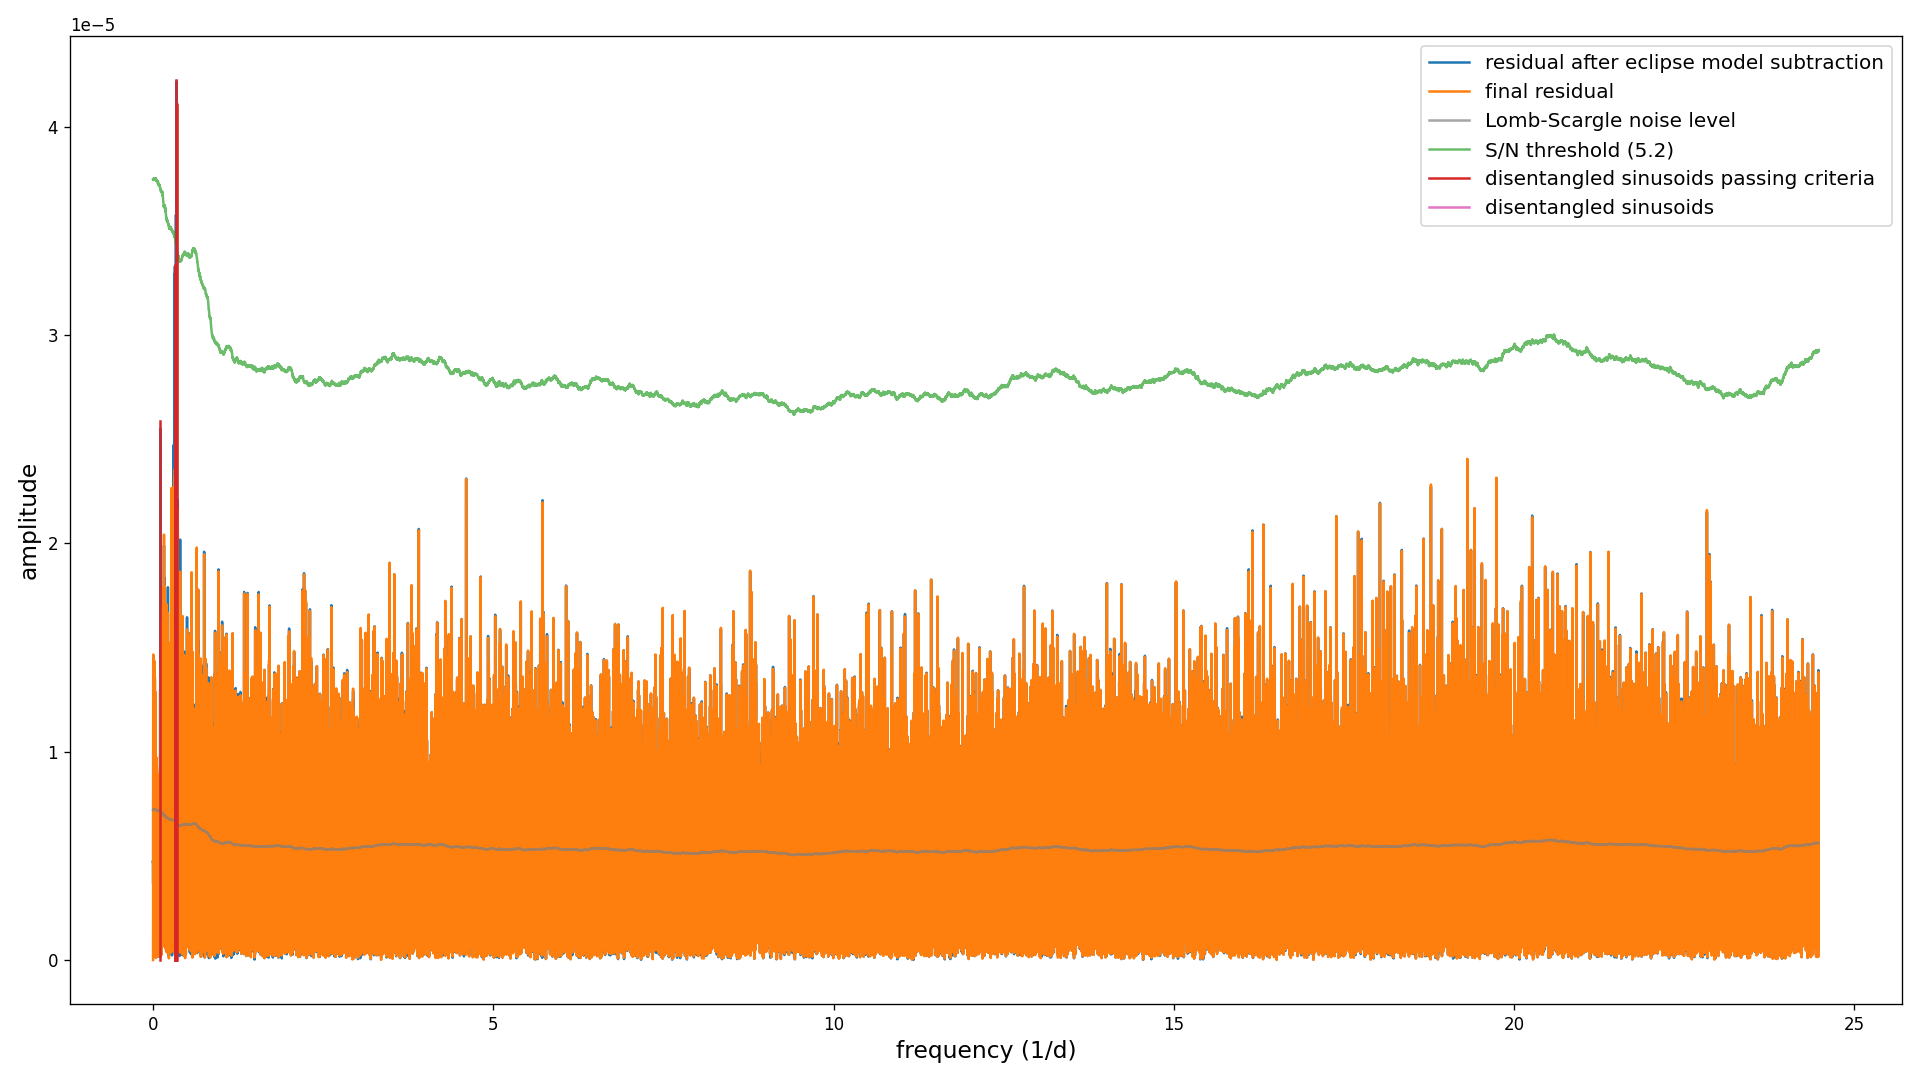 1e−5
residual after eclipse model subtraction
final residual
Lomb-Scargle noise level
S/N threshold (5.2)
disentangled sinusoids passing criteria
disentangled sinusoids
4
3
2
1
0
amplitude
0 5 10 15 20 25
frequency (1/d)